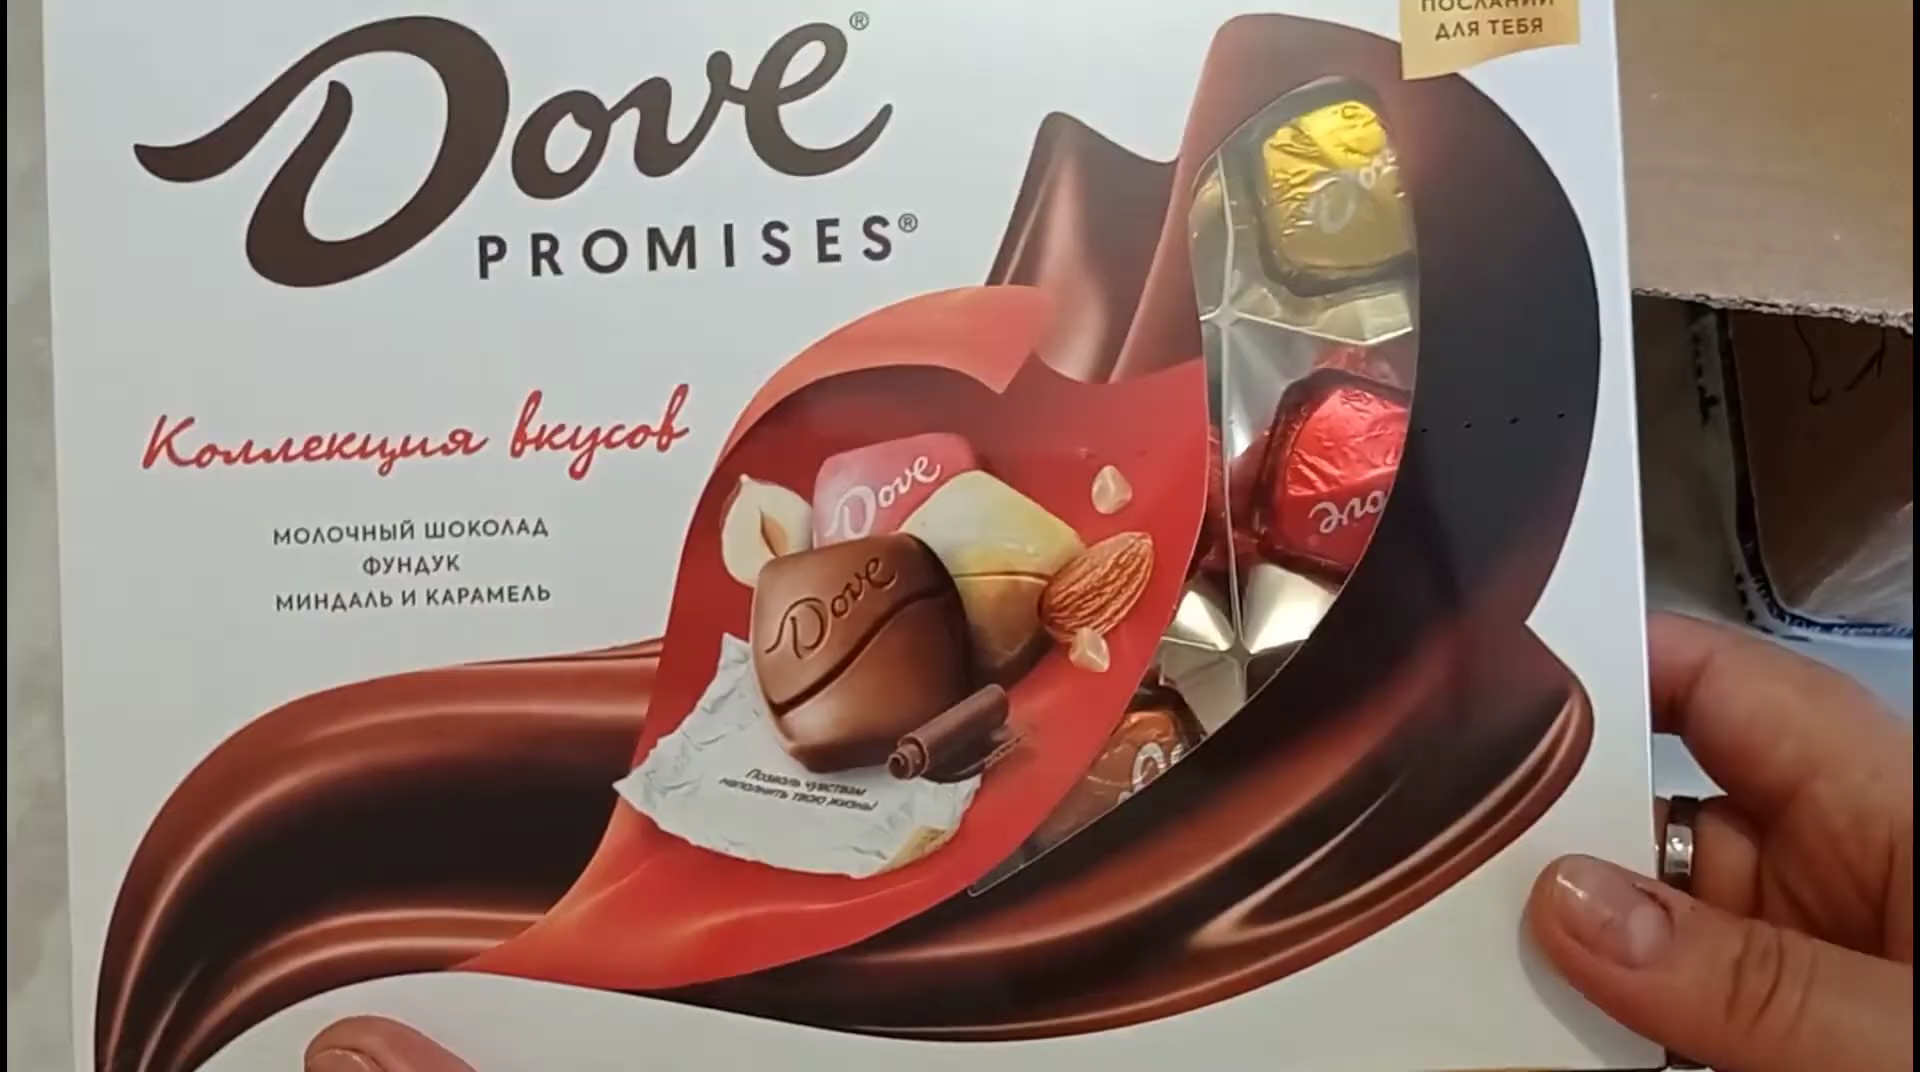 ПОСЛАНИЙ
ДЛЯ ТЕБЯ
Dove®
PROMISES®
Коллекция вкусов
МОЛОЧНЫЙ ШОКОЛАД
ФУНДУК
МИНДАЛЬ И КАРАМЕЛЬ
Dove
Dove
Позволь чувствам
наполнить твою жизнь!